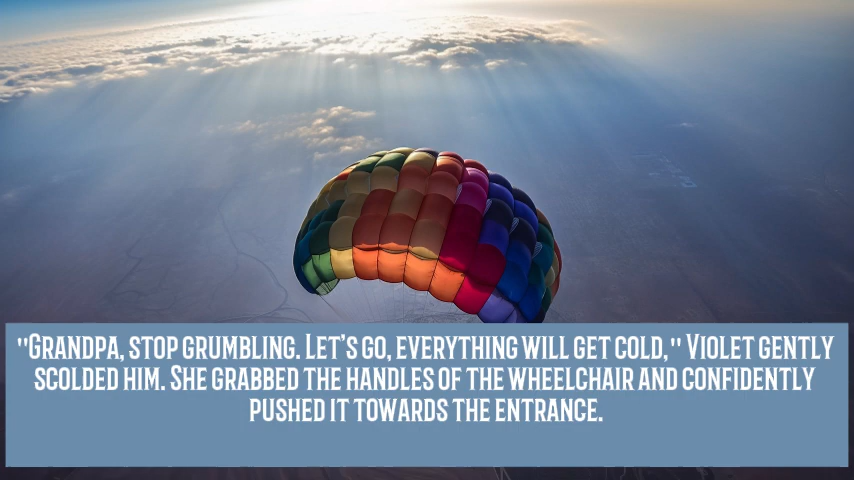 "Grandpa, stop grumbling. Let's go, everything will get cold," Violet gently
scolded him. She grabbed the handles of the wheelchair and confidently
pushed it towards the entrance.